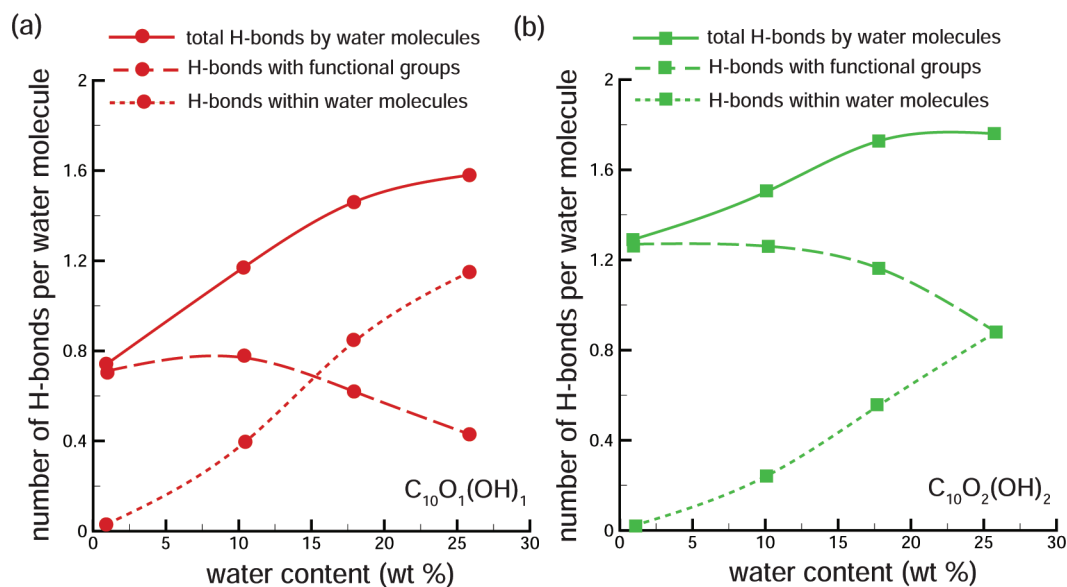 (a)
total H-bonds by water molecules
H-bonds with functional groups
H-bonds within water molecules
number of H-bonds per water molecule
2
1.6
1.2
0.8
0.4
0
C₁₀O₁(OH)₁
0 5 10 15 20 25 30
water content (wt %)
(b)
total H-bonds by water molecules
H-bonds with functional groups
H-bonds within water molecules
number of H-bonds per water molecule
2
1.6
1.2
0.8
0.4
0
C₁₀O₂(OH)₂
0 5 10 15 20 25 30
water content (wt %)